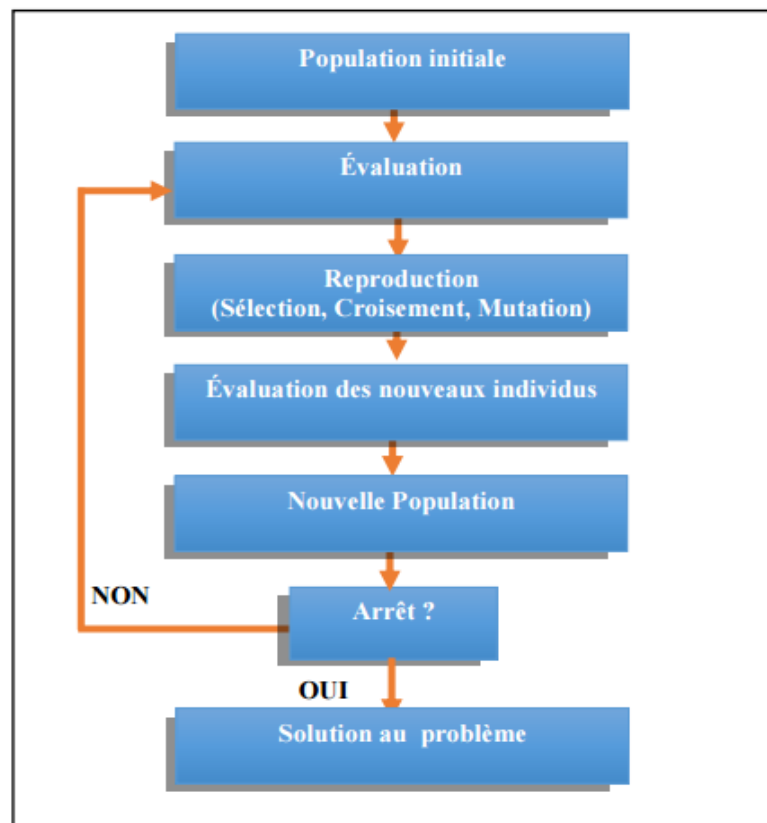 Population initiale
Évaluation
Reproduction
(Sélection, Croisement, Mutation)
Évaluation des nouveaux individus
Nouvelle Population
NON
Arrêt ?
OUI
Solution au problème